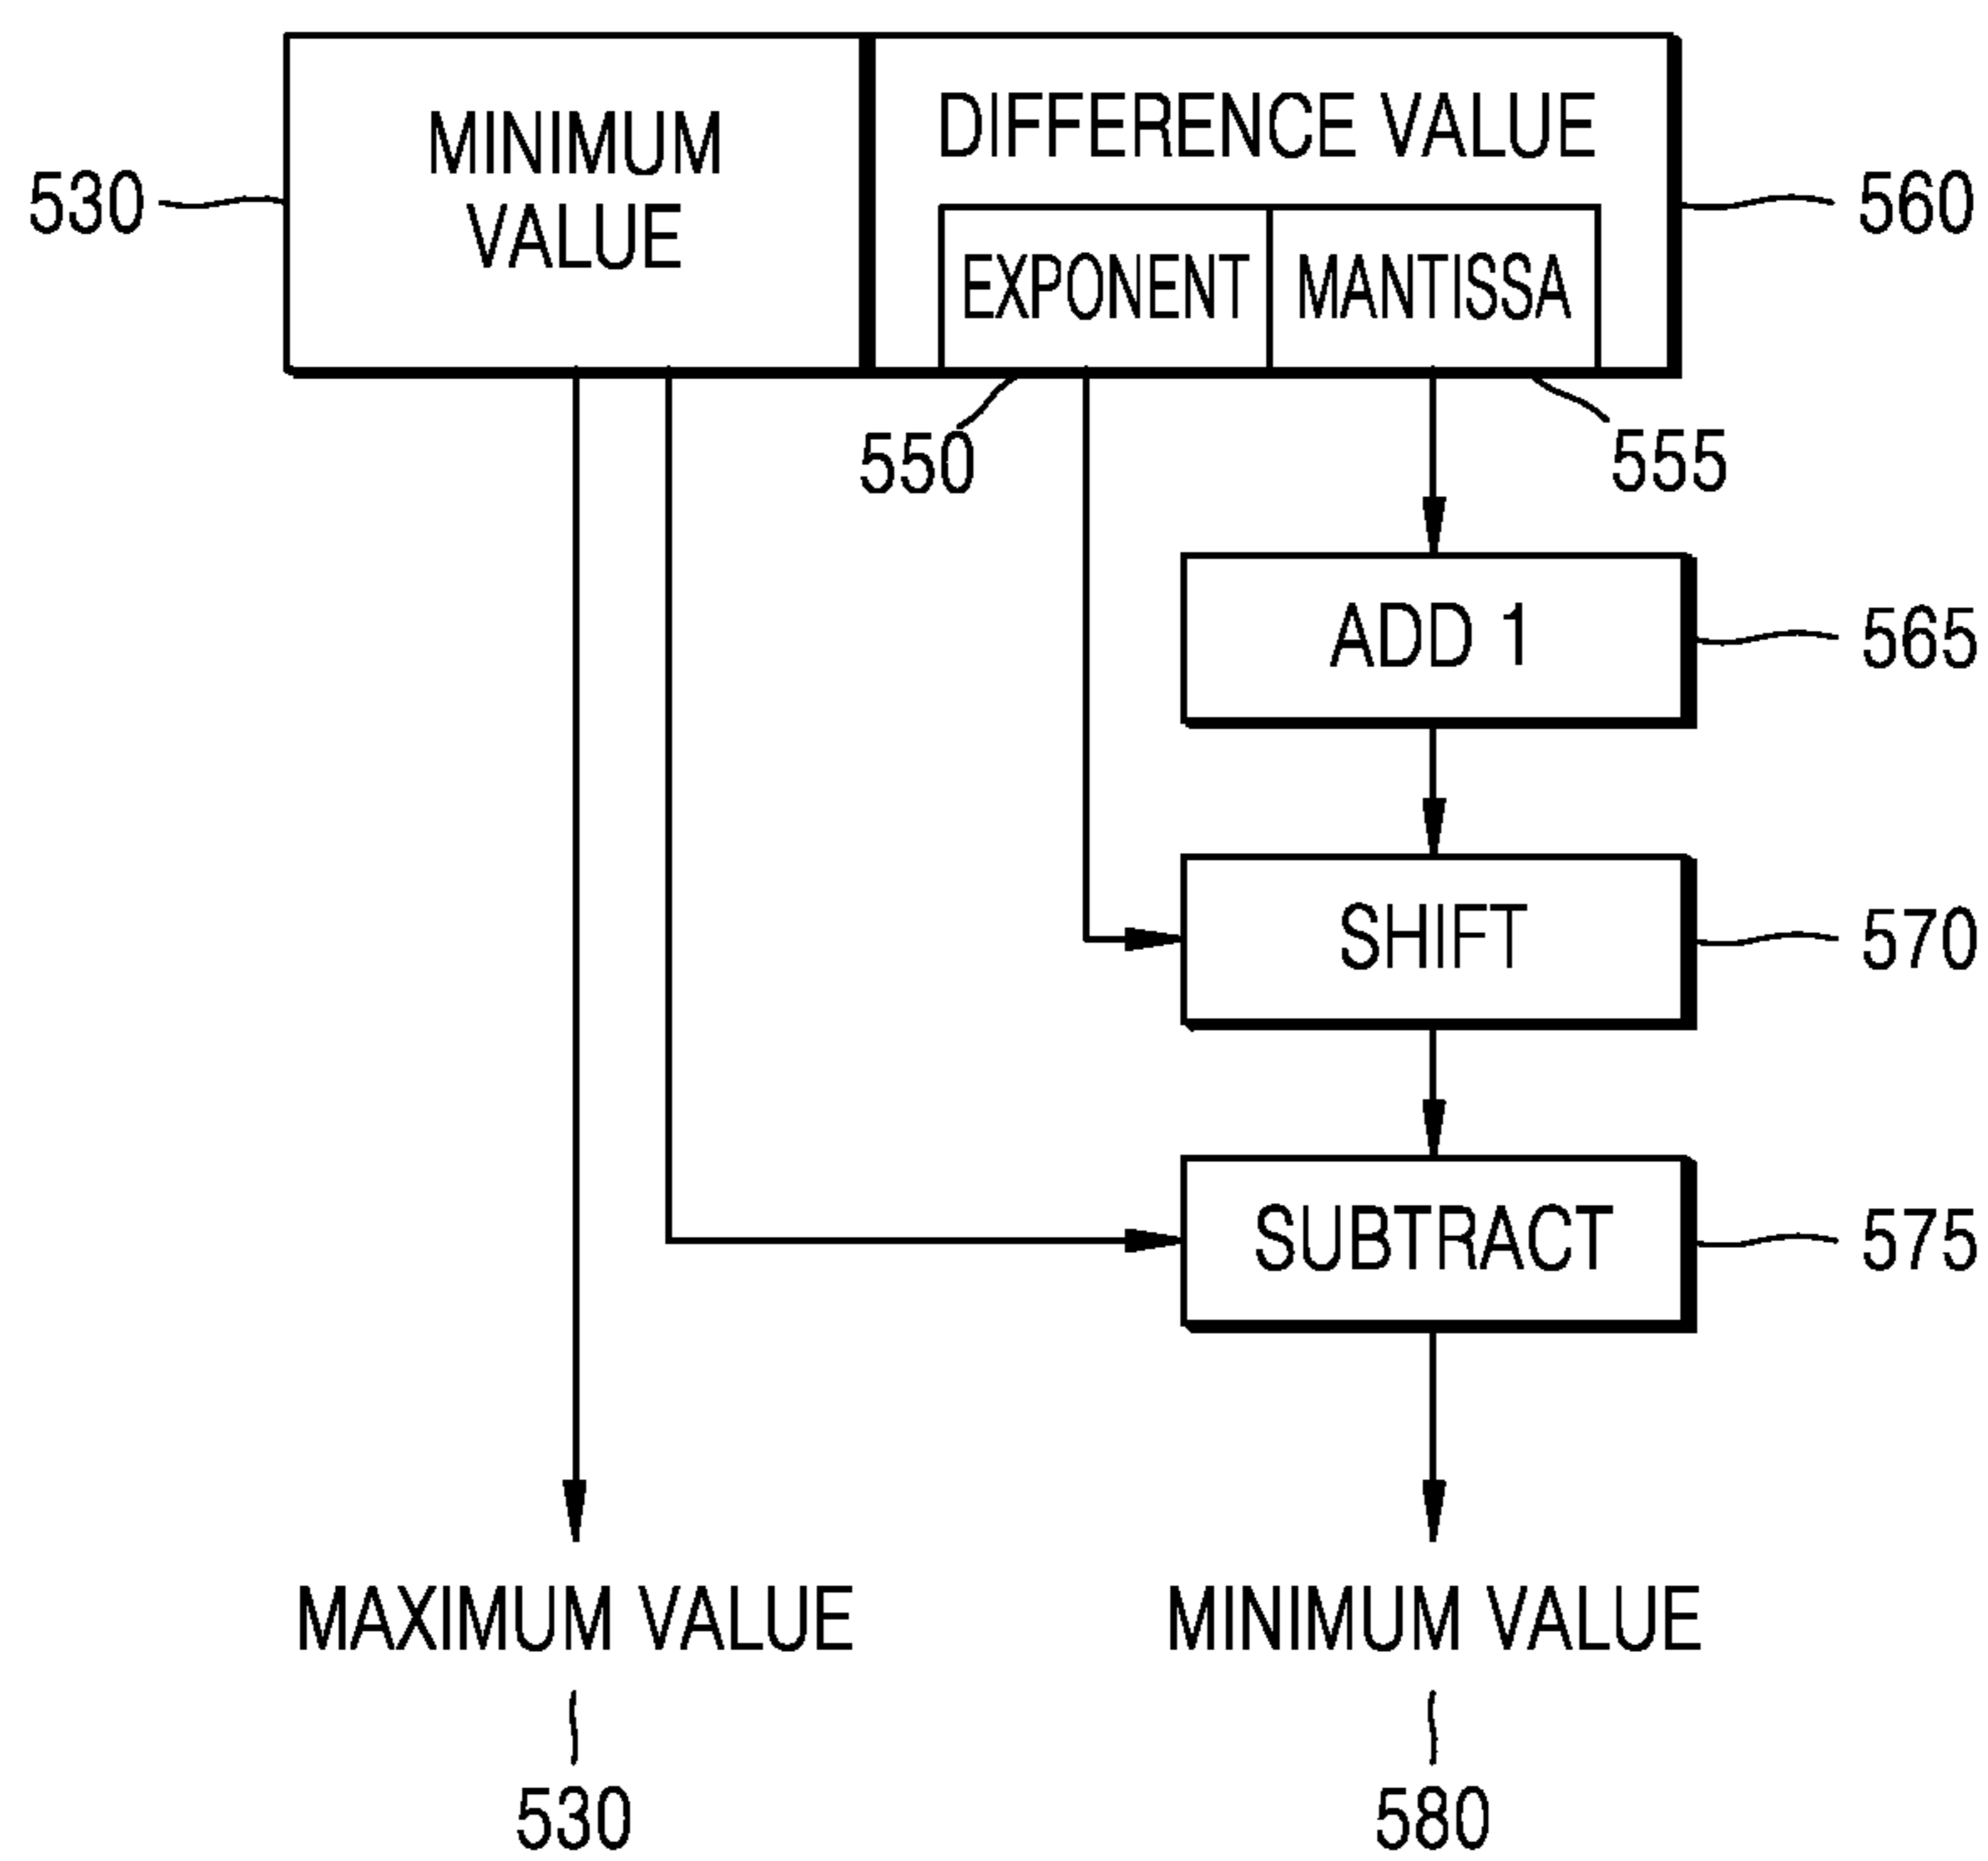 MINIMUM
VALUE
DIFFERENCE VALUE
530
560
EXPONENT
MANTISSA
550
555
ADD 1
565
SHIFT
570
SUBTRACT
575
MAXIMUM VALUE
MINIMUM VALUE
530
580